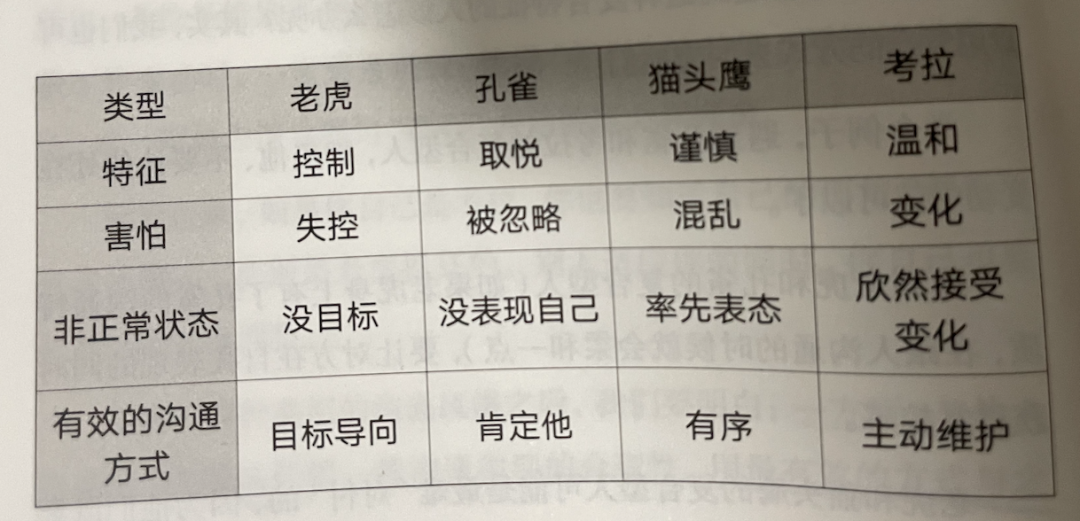 类型 老虎 孔雀 猫头鹰 考拉
特征 控制 取悦 谨慎 温和
害怕 失控 被忽略 混乱 变化
非正常状态 没目标 没表现自己 率先表态 欣然接受
变化
有效的沟通 目标导向 肯定他 有序 主动维护
方式